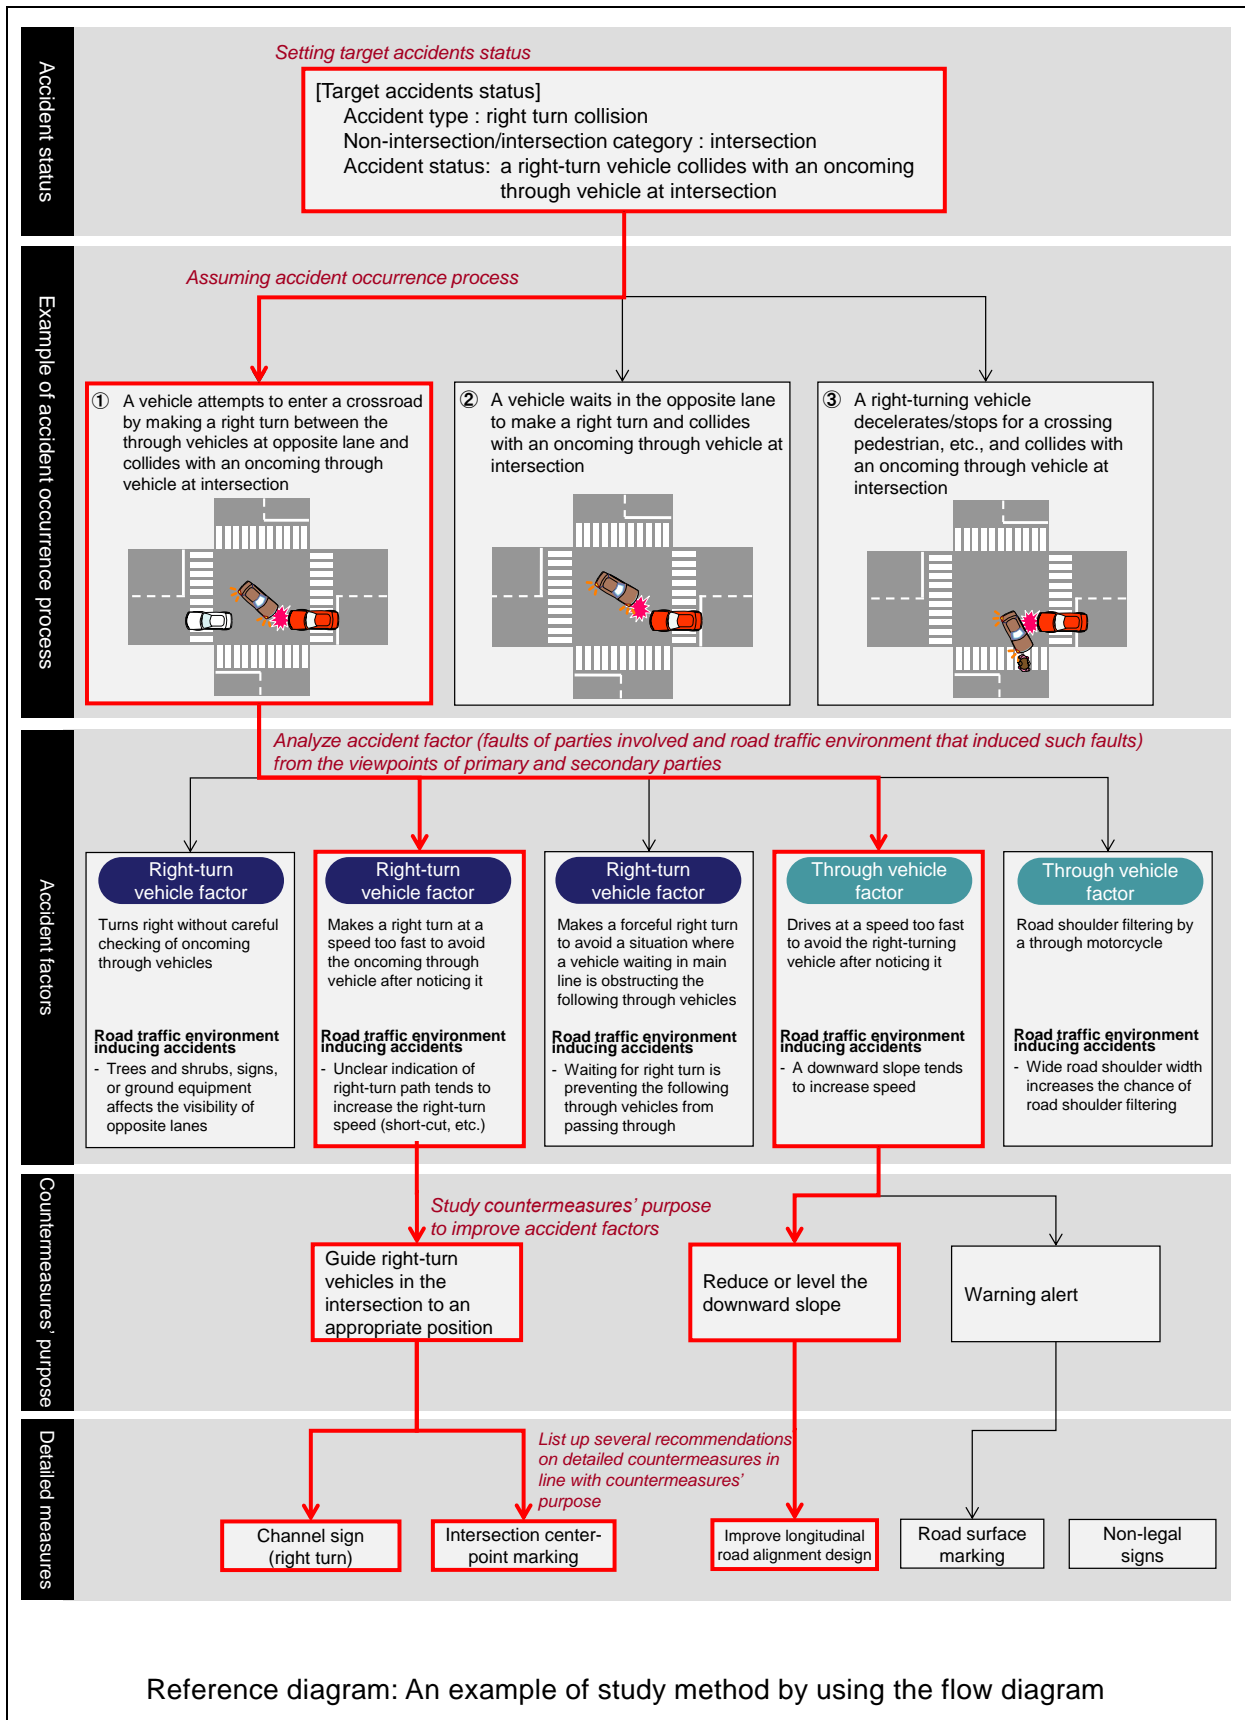 Accident status
Setting target accidents status
[Target accidents status]
Accident type : right turn collision
Non-intersection/intersection category : intersection
Accident status: a right-turn vehicle collides with an oncoming
through vehicle at intersection
Example of accident occurrence process
Assuming accident occurrence process
① A vehicle attempts to enter a crossroad
by making a right turn between the
through vehicles at opposite lane and
collides with an oncoming through
vehicle at intersection
② A vehicle waits in the opposite lane
to make a right turn and collides
with an oncoming through vehicle at
intersection
③ A right-turning vehicle
decelerates/stops for a crossing
pedestrian, etc., and collides with
an oncoming through vehicle at
intersection
Accident factors
Analyze accident factor (faults of parties involved and road traffic environment that induced such faults)
from the viewpoints of primary and secondary parties
Right-turn
vehicle factor
Turns right without careful
checking of oncoming
through vehicles
Road traffic environment
inducing accidents
- Trees and shrubs, signs,
or ground equipment
affects the visibility of
opposite lanes
Right-turn
vehicle factor
Makes a right turn at a
speed too fast to avoid
the oncoming through
vehicle after noticing it
Road traffic environment
inducing accidents
- Unclear indication of
right-turn path tends to
increase the right-turn
speed (short-cut, etc.)
Right-turn
vehicle factor
Makes a forceful right turn
to avoid a situation where
a vehicle waiting in main
line is obstructing the
following through vehicles
Road traffic environment
inducing accidents
- Waiting for right turn is
preventing the following
through vehicles from
passing through
Through vehicle
factor
Drives at a speed too fast
to avoid the right-turning
vehicle after noticing it
Road traffic environment
inducing accidents
- A downward slope tends
to increase speed
Through vehicle
factor
Road shoulder filtering by
a through motorcycle
Road traffic environment
inducing accidents
- Wide road shoulder width
increases the chance of
road shoulder filtering
Countermeasures' purpose
Study countermeasures' purpose
to improve accident factors
Guide right-turn
vehicles in the
intersection to an
appropriate position
Reduce or level the
downward slope
Warning alert
Detailed measures
List up several recommendations
on detailed countermeasures in
line with countermeasures'
purpose
Channel sign
(right turn)
Intersection center-
point marking
Improve longitudinal
road alignment design
Road surface
marking
Non-legal
signs
Reference diagram: An example of study method by using the flow diagram